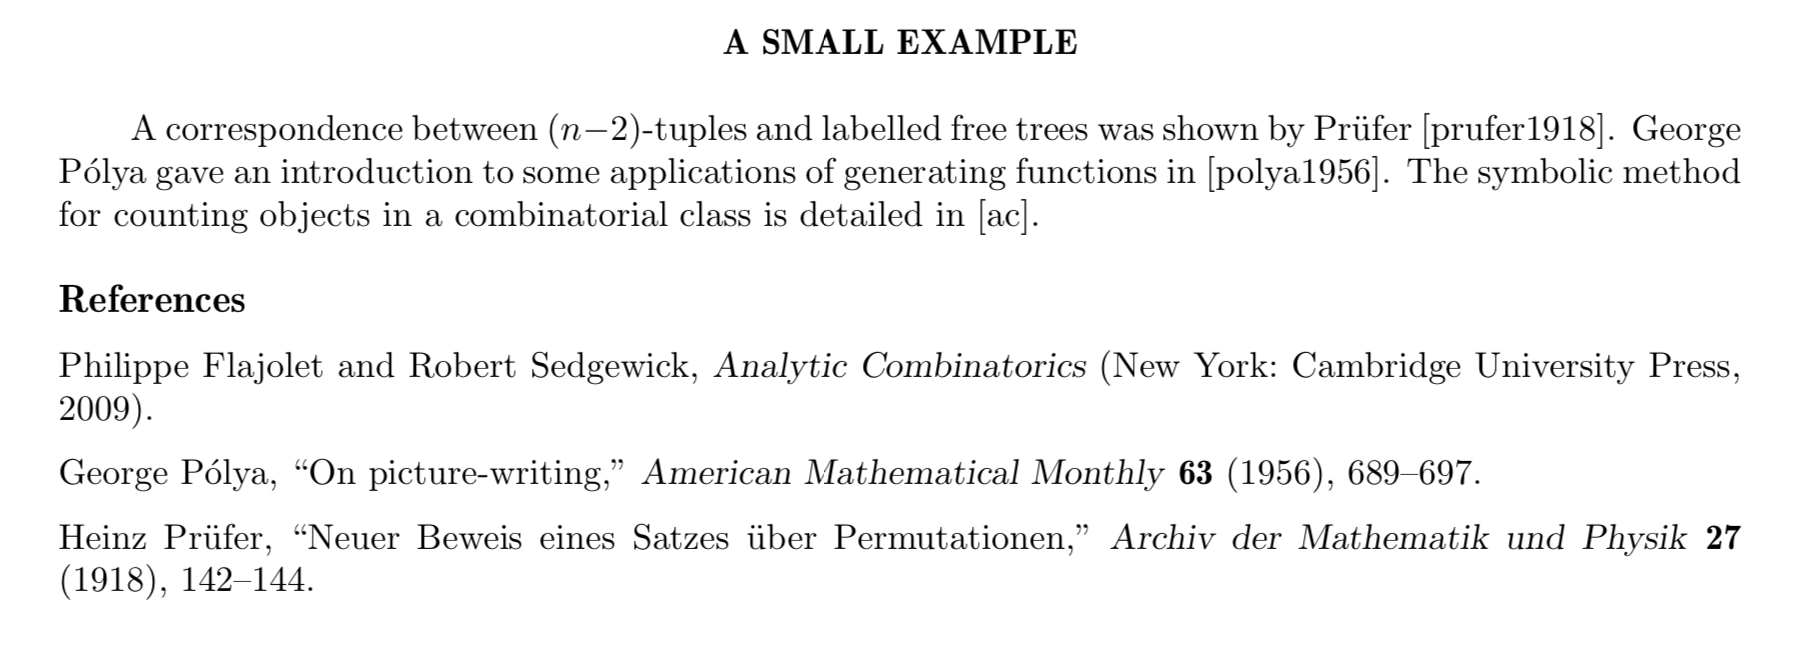 A SMALL EXAMPLE
A correspondence between (n−2)-tuples and labelled free trees was shown by Prüfer [prufer1918]. George
Pólya gave an introduction to some applications of generating functions in [polya1956]. The symbolic method
for counting objects in a combinatorial class is detailed in [ac].
References
Philippe Flajolet and Robert Sedgewick, Analytic Combinatorics (New York: Cambridge University Press,
2009).
George Pólya, “On picture-writing,” American Mathematical Monthly 63 (1956), 689–697.
Heinz Prüfer, “Neuer Beweis eines Satzes über Permutationen,” Archiv der Mathematik und Physik 27
(1918), 142–144.